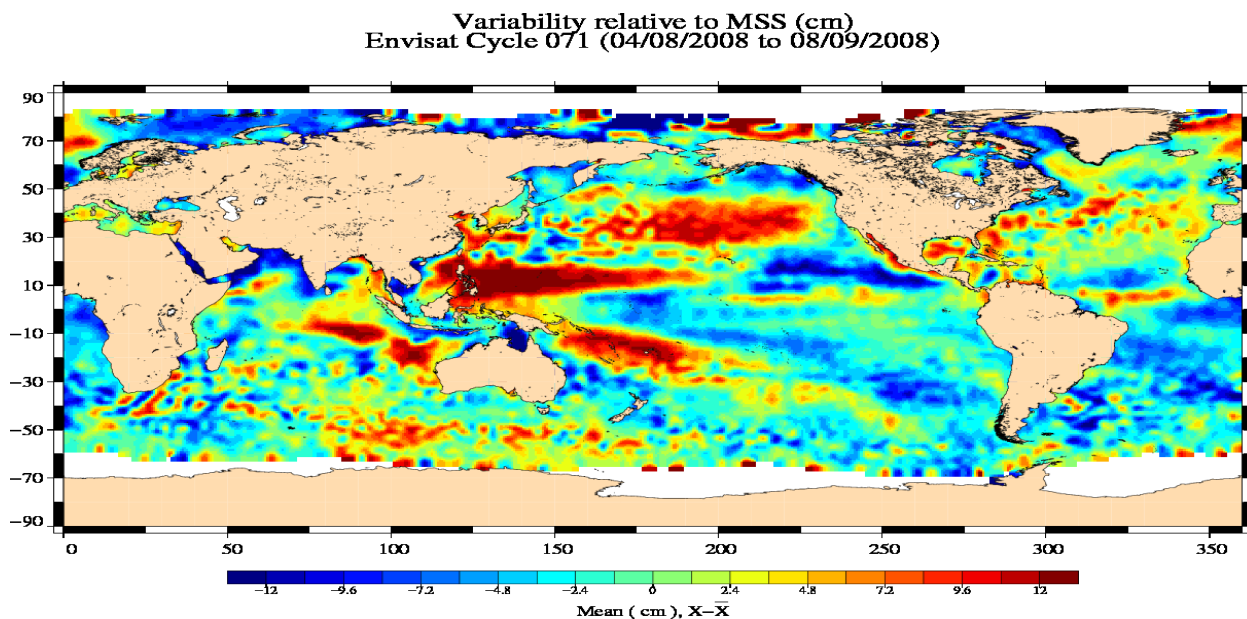 Variability relative to MSS (cm)
Envisat Cycle 071 (04/08/2008 to 08/09/2008)
90
70
50
30
10
−10
−30
−50
−70
−90
0 50 100 150 200 250 300 350
−12 −9.6 −7.2 −4.8 −2.4 0 2.4 4.8 7.2 9.6 12
Mean ( cm ), X−X̅